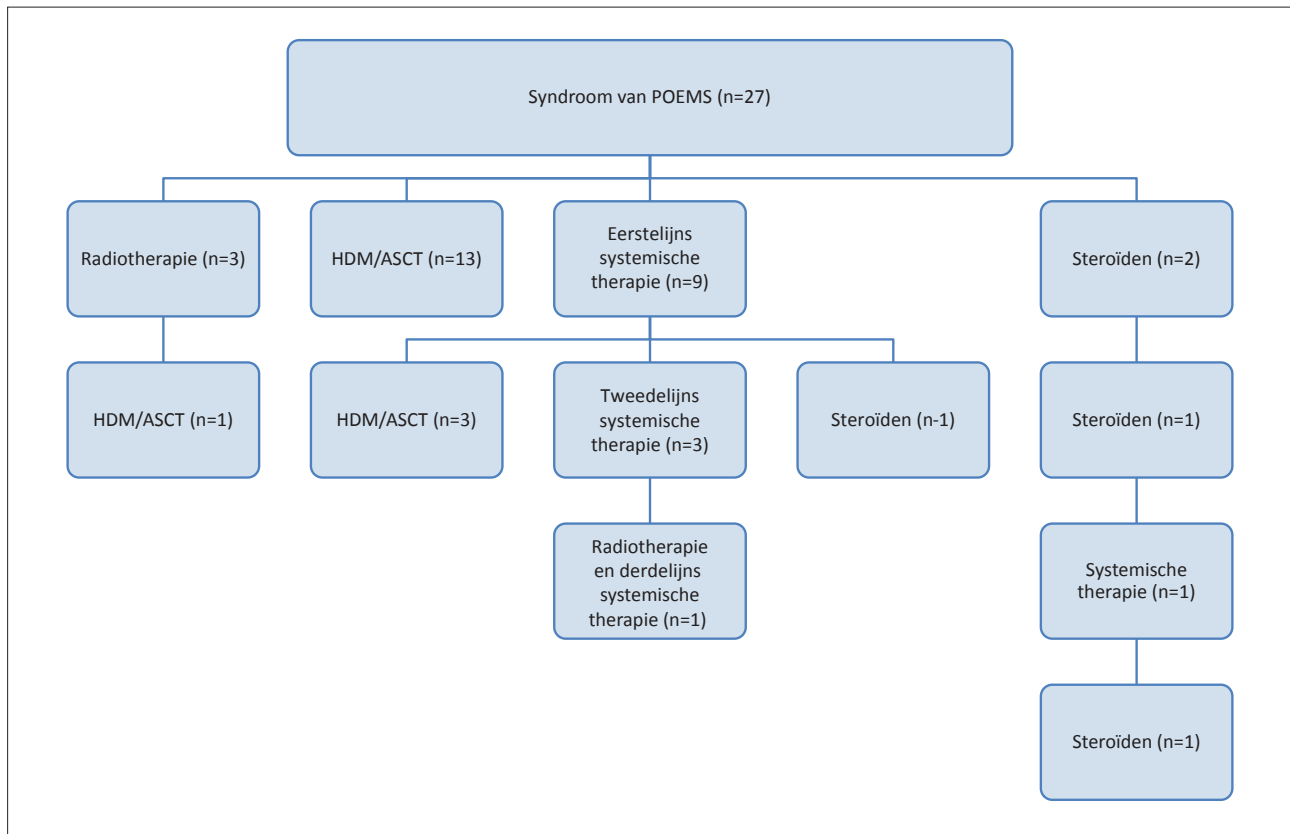 Syndroom van POEMS (n=27)
Radiotherapie (n=3)
HDM/ASCT (n=13)
Eerstelijns
systemische
therapie (n=9)
Steroïden (n=2)
HDM/ASCT (n=1)
HDM/ASCT (n=3)
Tweedelijns
systemische
therapie (n=3)
Steroïden (n-1)
Steroïden (n=1)
Radiotherapie
en derdelijns
systemische
therapie (n=1)
Systemische
therapie (n=1)
Steroïden (n=1)